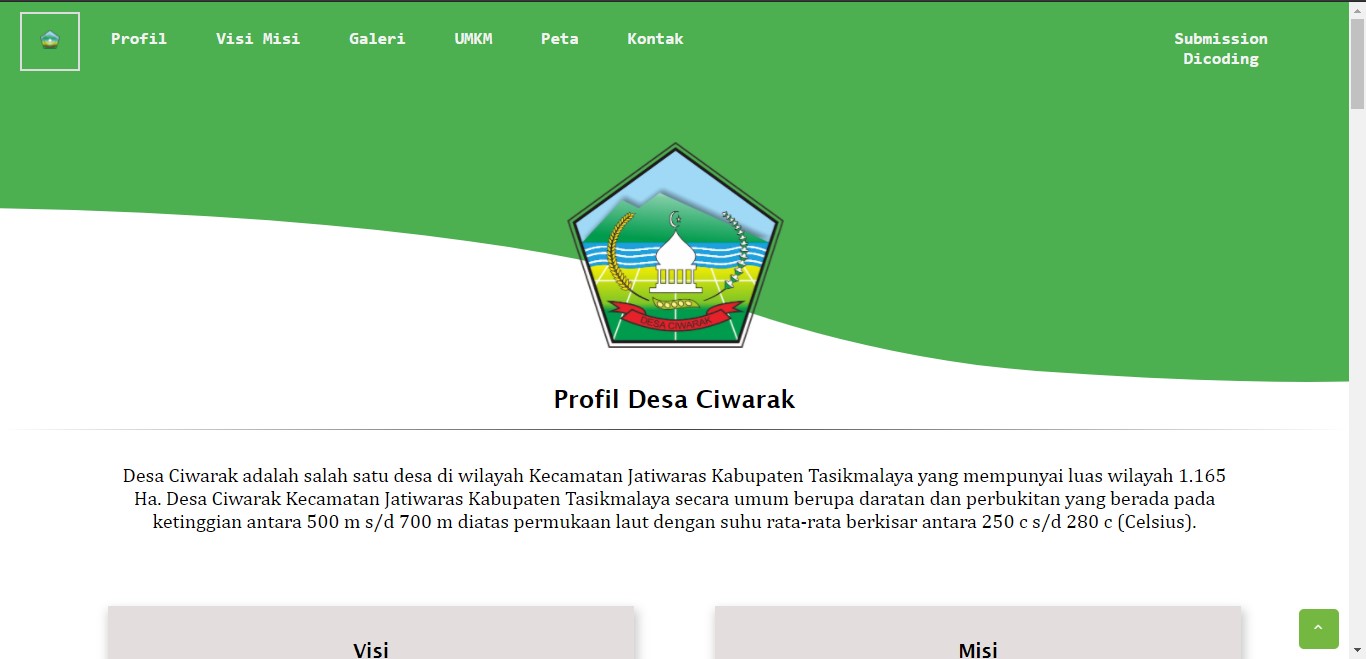 Profil Visi Misi Galeri UMKM Peta Kontak
Submission
Dicoding
DESA CIWARAK
Profil Desa Ciwarak
Desa Ciwarak adalah salah satu desa di wilayah Kecamatan Jatiwaras Kabupaten Tasikmalaya yang mempunyai luas wilayah 1.165
Ha. Desa Ciwarak Kecamatan Jatiwaras Kabupaten Tasikmalaya secara umum berupa daratan dan perbukitan yang berada pada
ketinggian antara 500 m s/d 700 m diatas permukaan laut dengan suhu rata-rata berkisar antara 250 c s/d 280 c (Celsius).
Visi
Misi